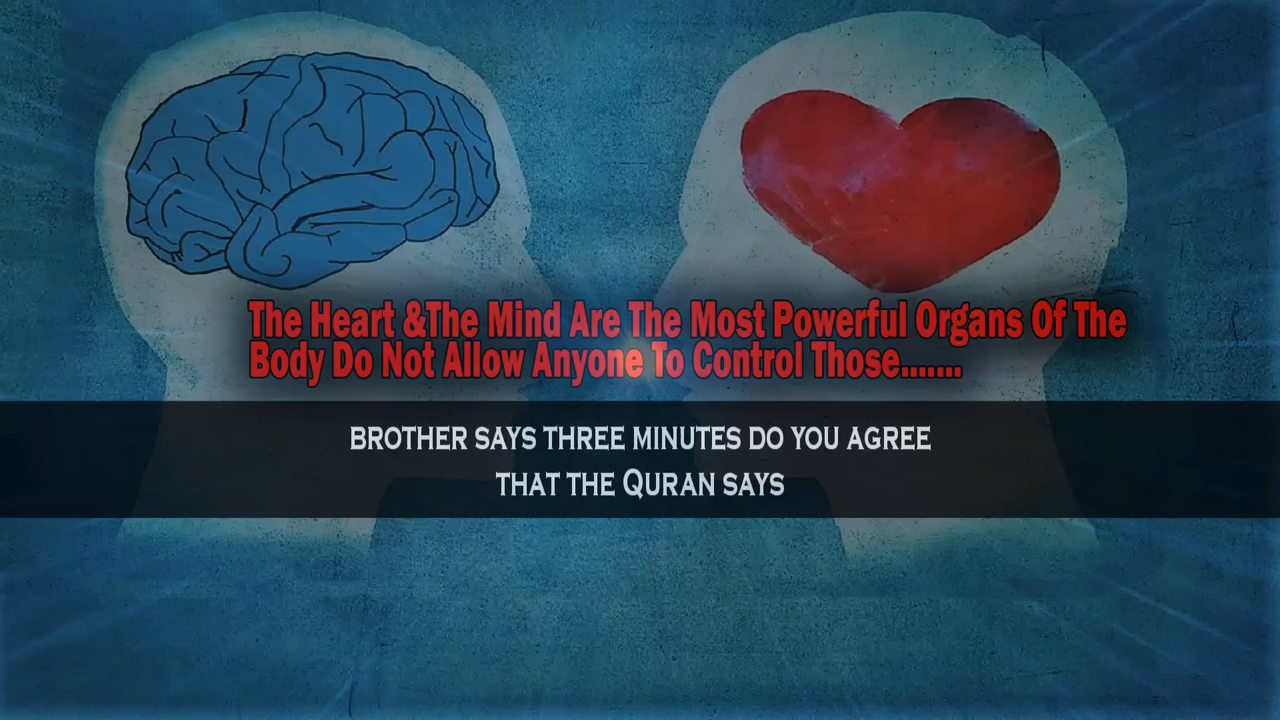 The Heart &The Mind Are The Most Powerful Organs Of The
Body Do Not Allow Anyone To Control Those.......
BROTHER SAYS THREE MINUTES DO YOU AGREE
THAT THE QURAN SAYS